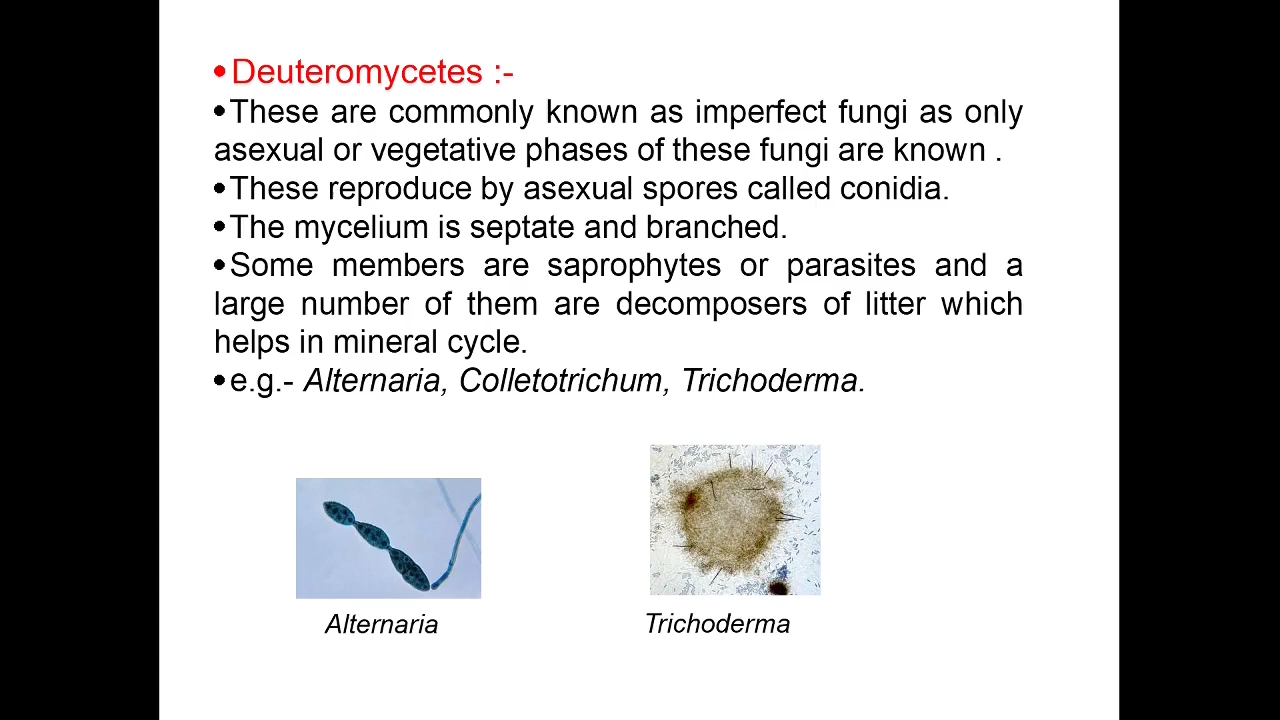 •Deuteromycetes :-
•These are commonly known as imperfect fungi as only
asexual or vegetative phases of these fungi are known .
•These reproduce by asexual spores called conidia.
•The mycelium is septate and branched.
•Some members are saprophytes or parasites and a
large number of them are decomposers of litter which
helps in mineral cycle.
•e.g.- Alternaria, Colletotrichum, Trichoderma.
Alternaria
Trichoderma